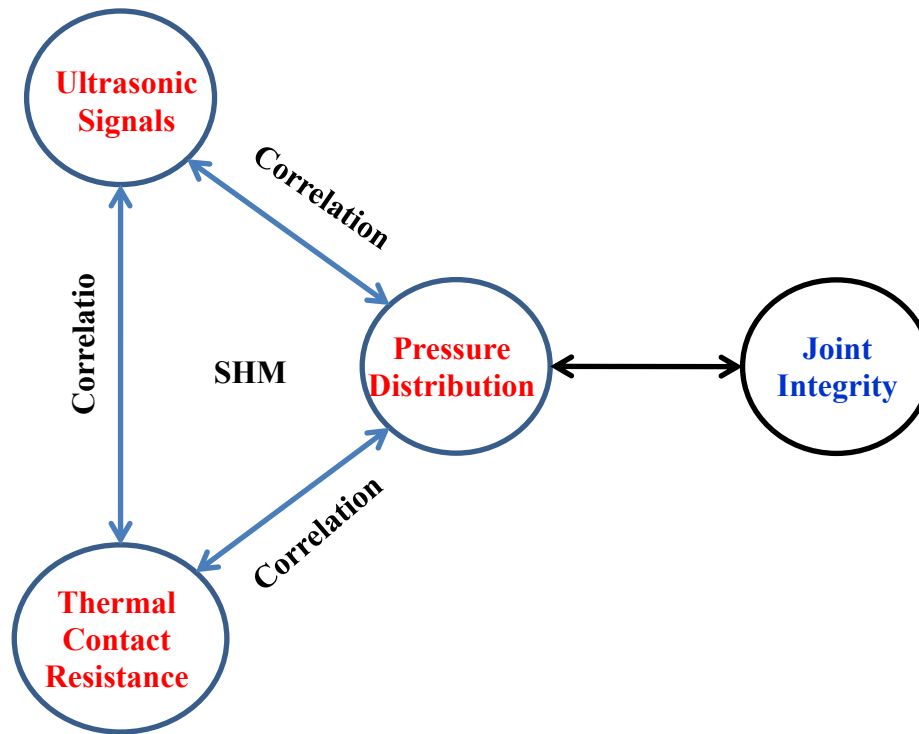 Ultrasonic
Signals
Correlation
Correlatio
SHM
Pressure
Distribution
Joint
Integrity
Correlation
Thermal
Contact
Resistance